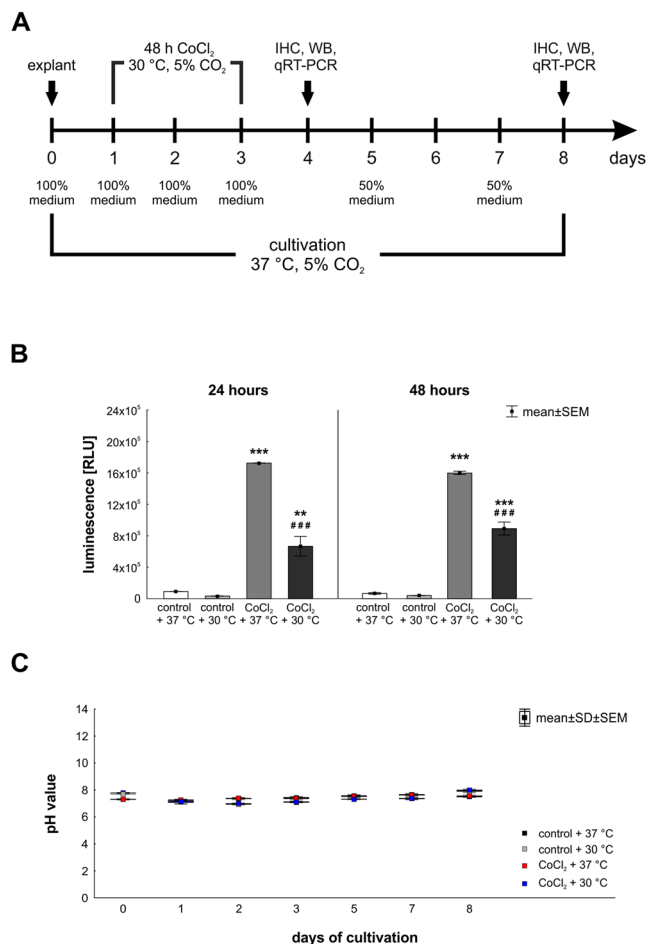 A
explant
48 h CoCl₂
30 °C, 5% CO₂
IHC, WB,
qRT-PCR
IHC, WB,
qRT-PCR
0 1 2 3 4 5 6 7 8 days
100% 100% 100% 100% 50% 50%
medium medium medium medium medium medium
cultivation
37 °C, 5% CO₂
B
24 hours 48 hours
mean±SEM
luminescence [RLU]
24x10⁵
20x10⁵
16x10⁵
12x10⁵
8x10⁵
4x10⁵
0
***
**
###
***
***
###
control control CoCl₂ CoCl₂ control control CoCl₂ CoCl₂
+ 37 °C + 30 °C + 37 °C + 30 °C + 37 °C + 30 °C + 37 °C + 30 °C
C
mean±SD±SEM
pH value
14
12
10
8
6
4
2
0
control + 37 °C
control + 30 °C
CoCl₂ + 37 °C
CoCl₂ + 30 °C
0 1 2 3 5 7 8
days of cultivation